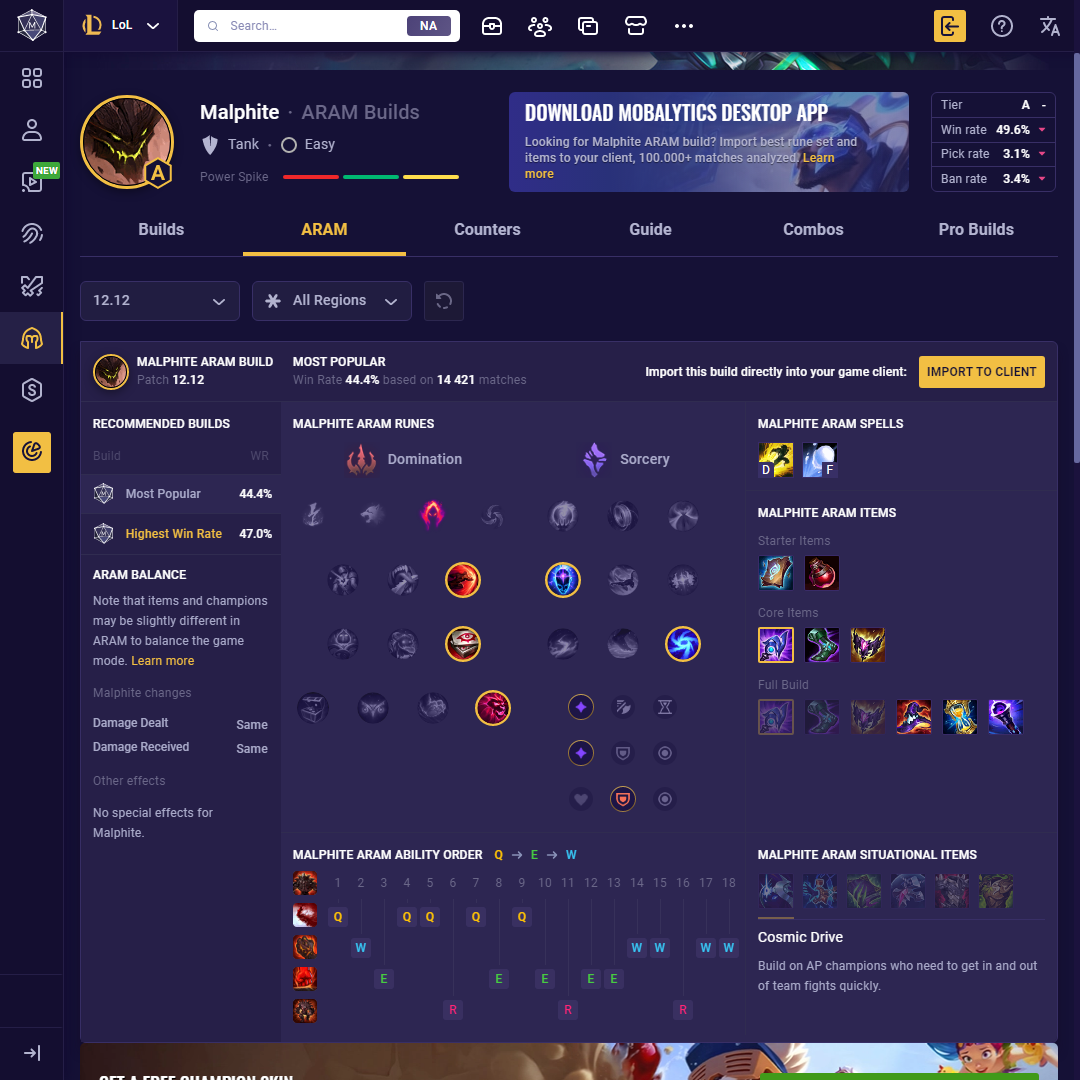 LoL
Search...
NA
NEW
Malphite · ARAM Builds
Tank · Easy
Power Spike
A
DOWNLOAD MOBALYTICS DESKTOP APP
Looking for Malphite ARAM build? Import best rune set and
items to your client, 100.000+ matches analyzed. Learn
more
Tier A -
Win rate 49.6%
Pick rate 3.1%
Ban rate 3.4%
Builds ARAM Counters Guide Combos Pro Builds
12.12
All Regions
MALPHITE ARAM BUILD
Patch 12.12
MOST POPULAR
Win Rate 44.4% based on 14 421 matches
Import this build directly into your game client:
IMPORT TO CLIENT
RECOMMENDED BUILDS
Build WR
Most Popular 44.4%
Highest Win Rate 47.0%
ARAM BALANCE
Note that items and champions
may be slightly different in
ARAM to balance the game
mode. Learn more
Malphite changes
Damage Dealt Same
Damage Received Same
Other effects
No special effects for
Malphite.
MALPHITE ARAM RUNES
Domination
Sorcery
MALPHITE ARAM SPELLS
D F
MALPHITE ARAM ITEMS
Starter Items
Core Items
Full Build
MALPHITE ARAM ABILITY ORDER Q → E → W
1 2 3 4 5 6 7 8 9 10 11 12 13 14 15 16 17 18
Q Q Q Q Q
W W W W W
E E E E E
R R R
MALPHITE ARAM SITUATIONAL ITEMS
Cosmic Drive
Build on AP champions who need to get in and out
of team fights quickly.
GET A FREE CHAMPION SKIN